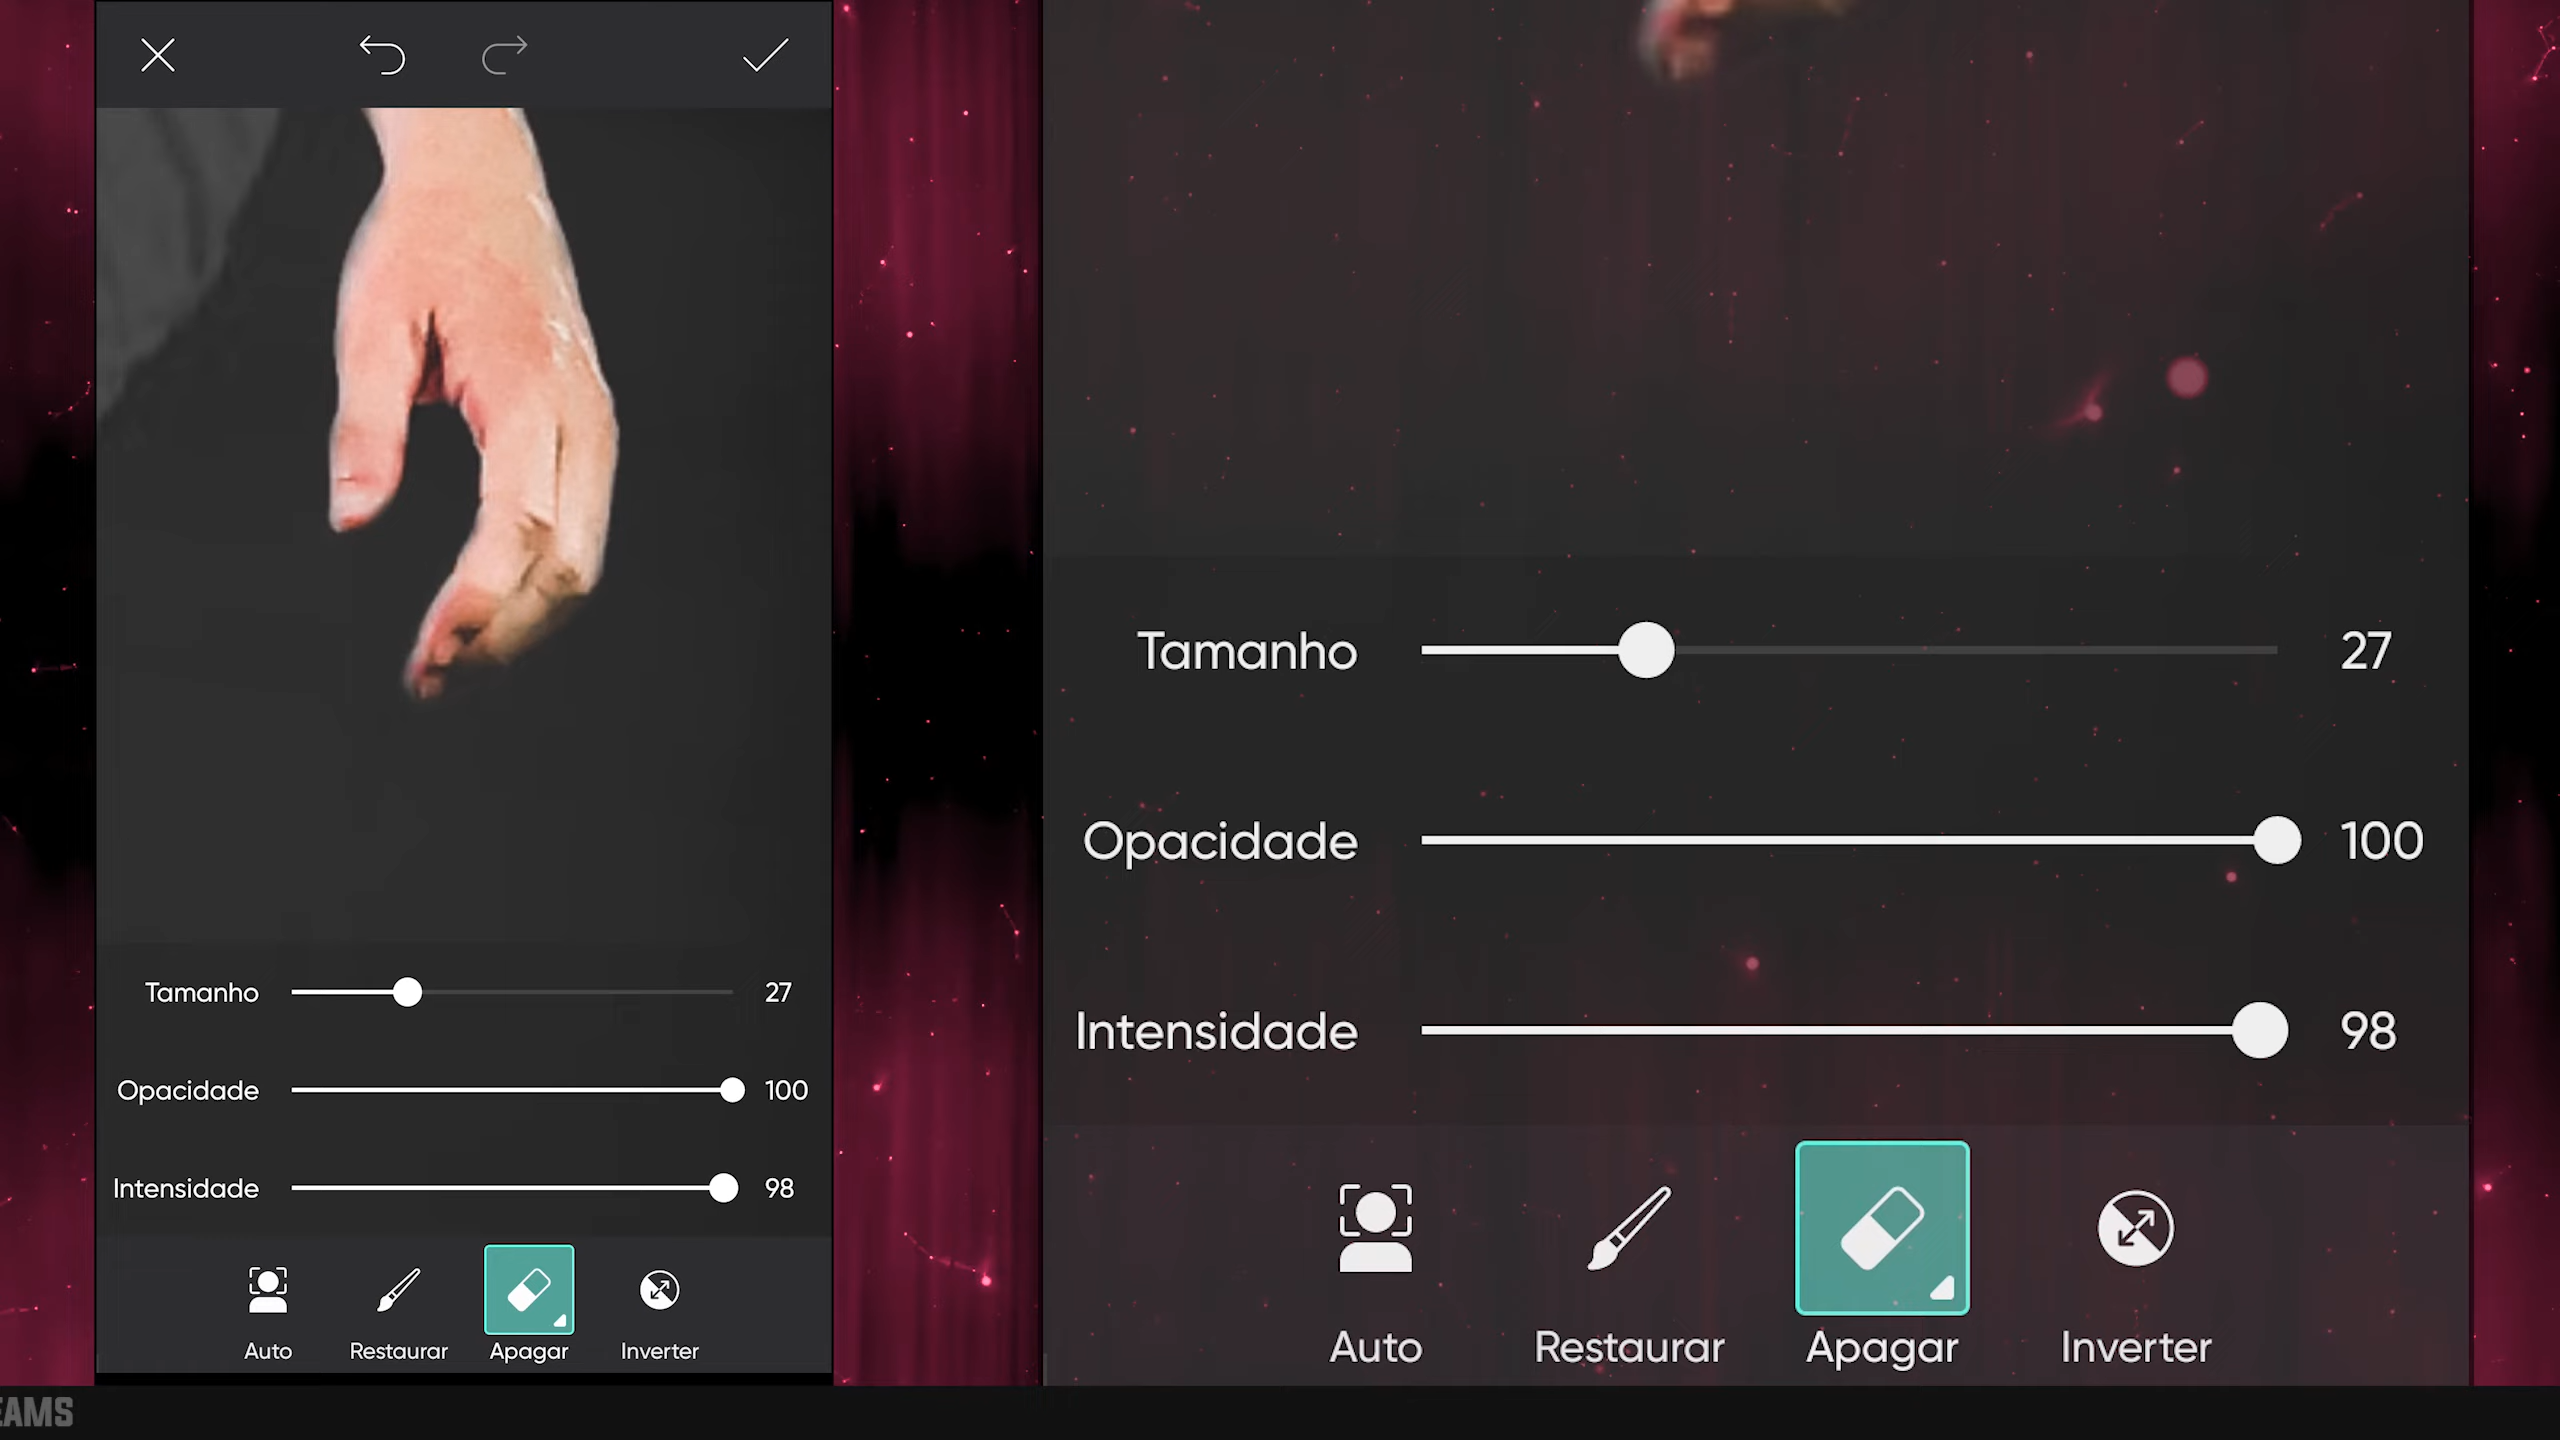 Tamanho 27
Opacidade 100
Intensidade 98
Auto Restaurar Apagar Inverter
Tamanho 27
Opacidade 100
Intensidade 98
Auto Restaurar Apagar Inverter
EAMS